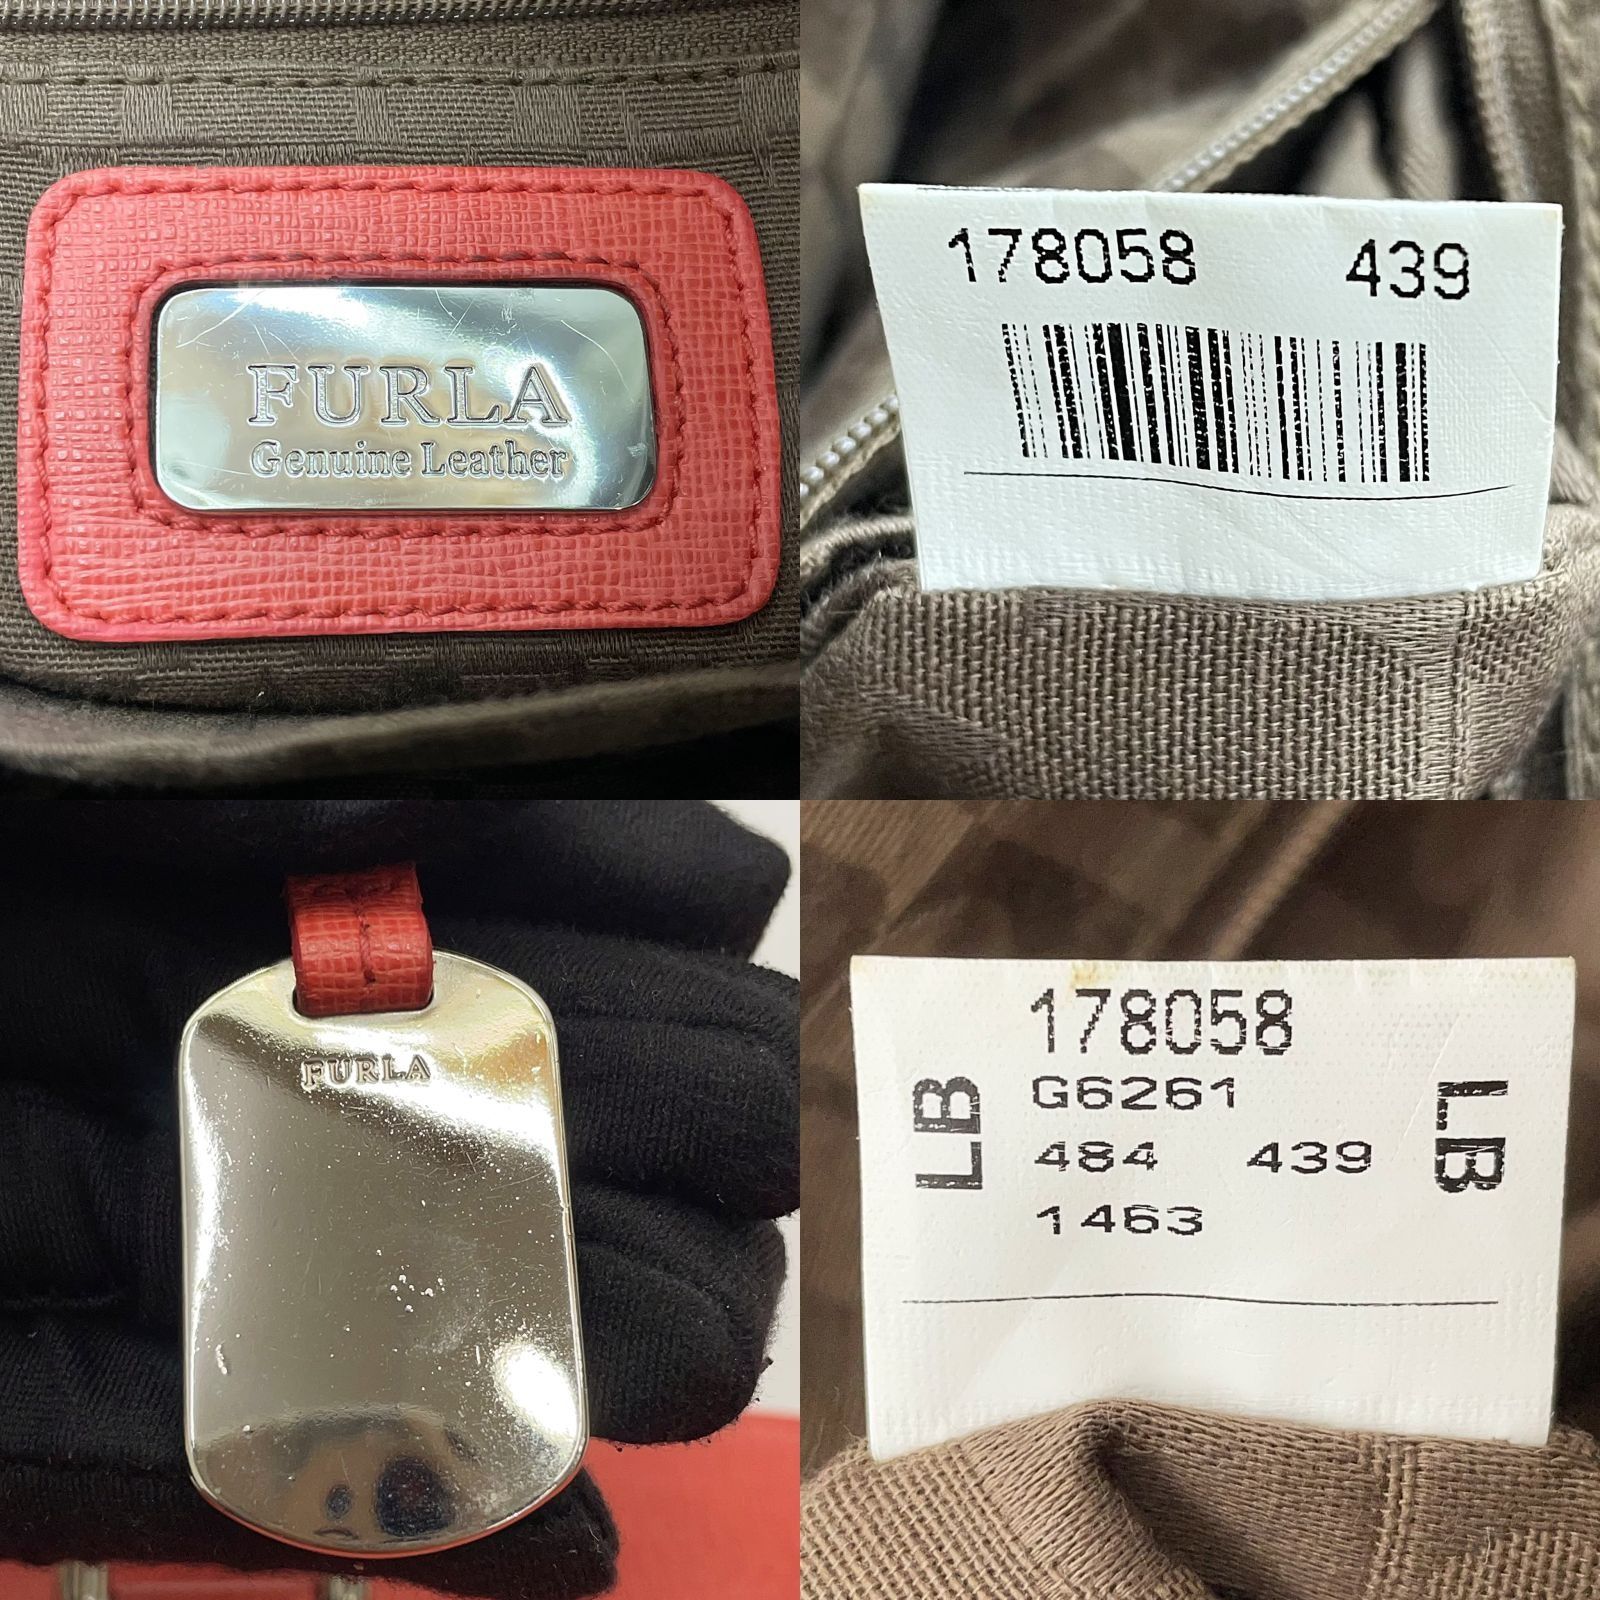 FURLA
Genuine Leather
178058 439
FURLA
178058
G6261
LB
LB
484 439
1463